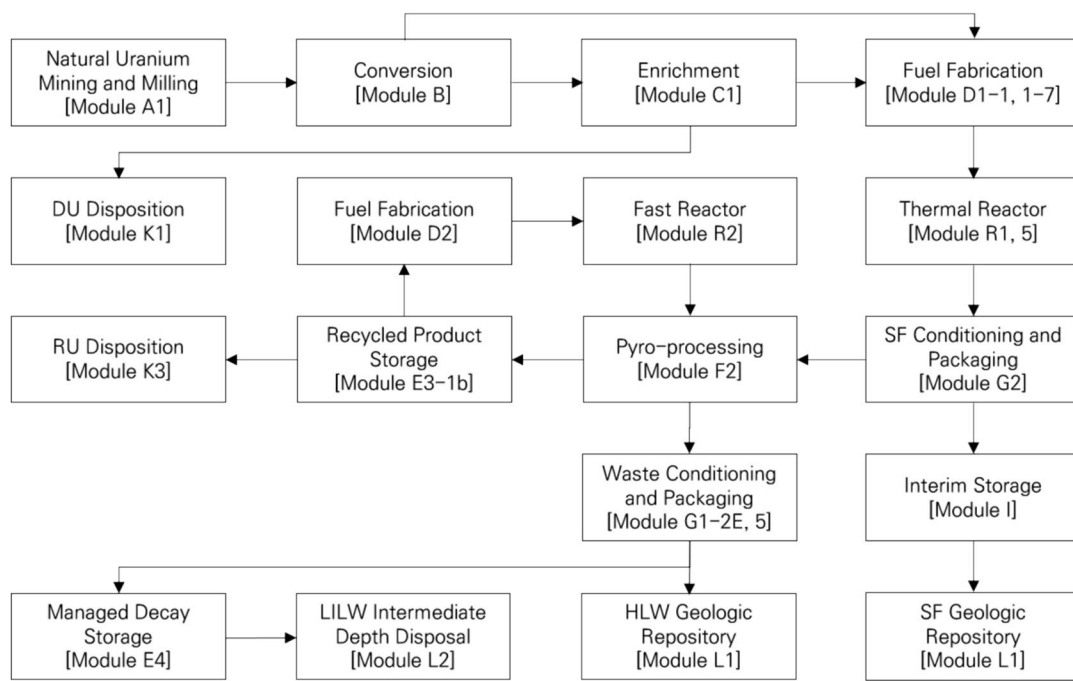 Natural Uranium
Mining and Milling
[Module A1]
Conversion
[Module B]
Enrichment
[Module C1]
Fuel Fabrication
[Module D1-1, 1-7]
DU Disposition
[Module K1]
Fuel Fabrication
[Module D2]
Fast Reactor
[Module R2]
Thermal Reactor
[Module R1, 5]
RU Disposition
[Module K3]
Recycled Product
Storage
[Module E3-1b]
Pyro-processing
[Module F2]
SF Conditioning and
Packaging
[Module G2]
Waste Conditioning
and Packaging
[Module G1-2E, 5]
Interim Storage
[Module I]
Managed Decay
Storage
[Module E4]
LILW Intermediate
Depth Disposal
[Module L2]
HLW Geologic
Repository
[Module L1]
SF Geologic
Repository
[Module L1]